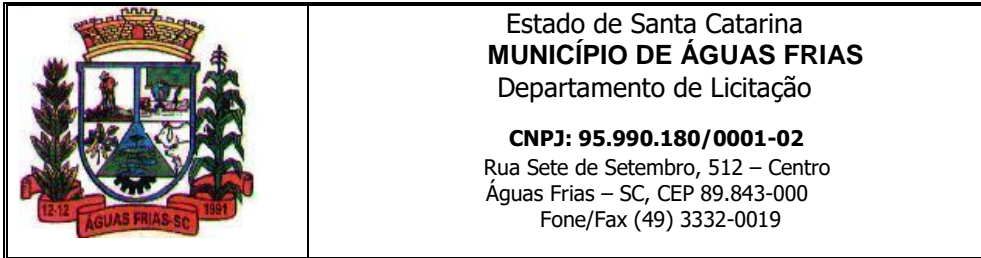 Estado de Santa Catarina
MUNICÍPIO DE ÁGUAS FRIAS
Departamento de Licitação
CNPJ: 95.990.180/0001-02
Rua Sete de Setembro, 512 – Centro
Águas Frias – SC, CEP 89.843-000
Fone/Fax (49) 3332-0019
12-12
ÁGUAS FRIAS-SC
1991